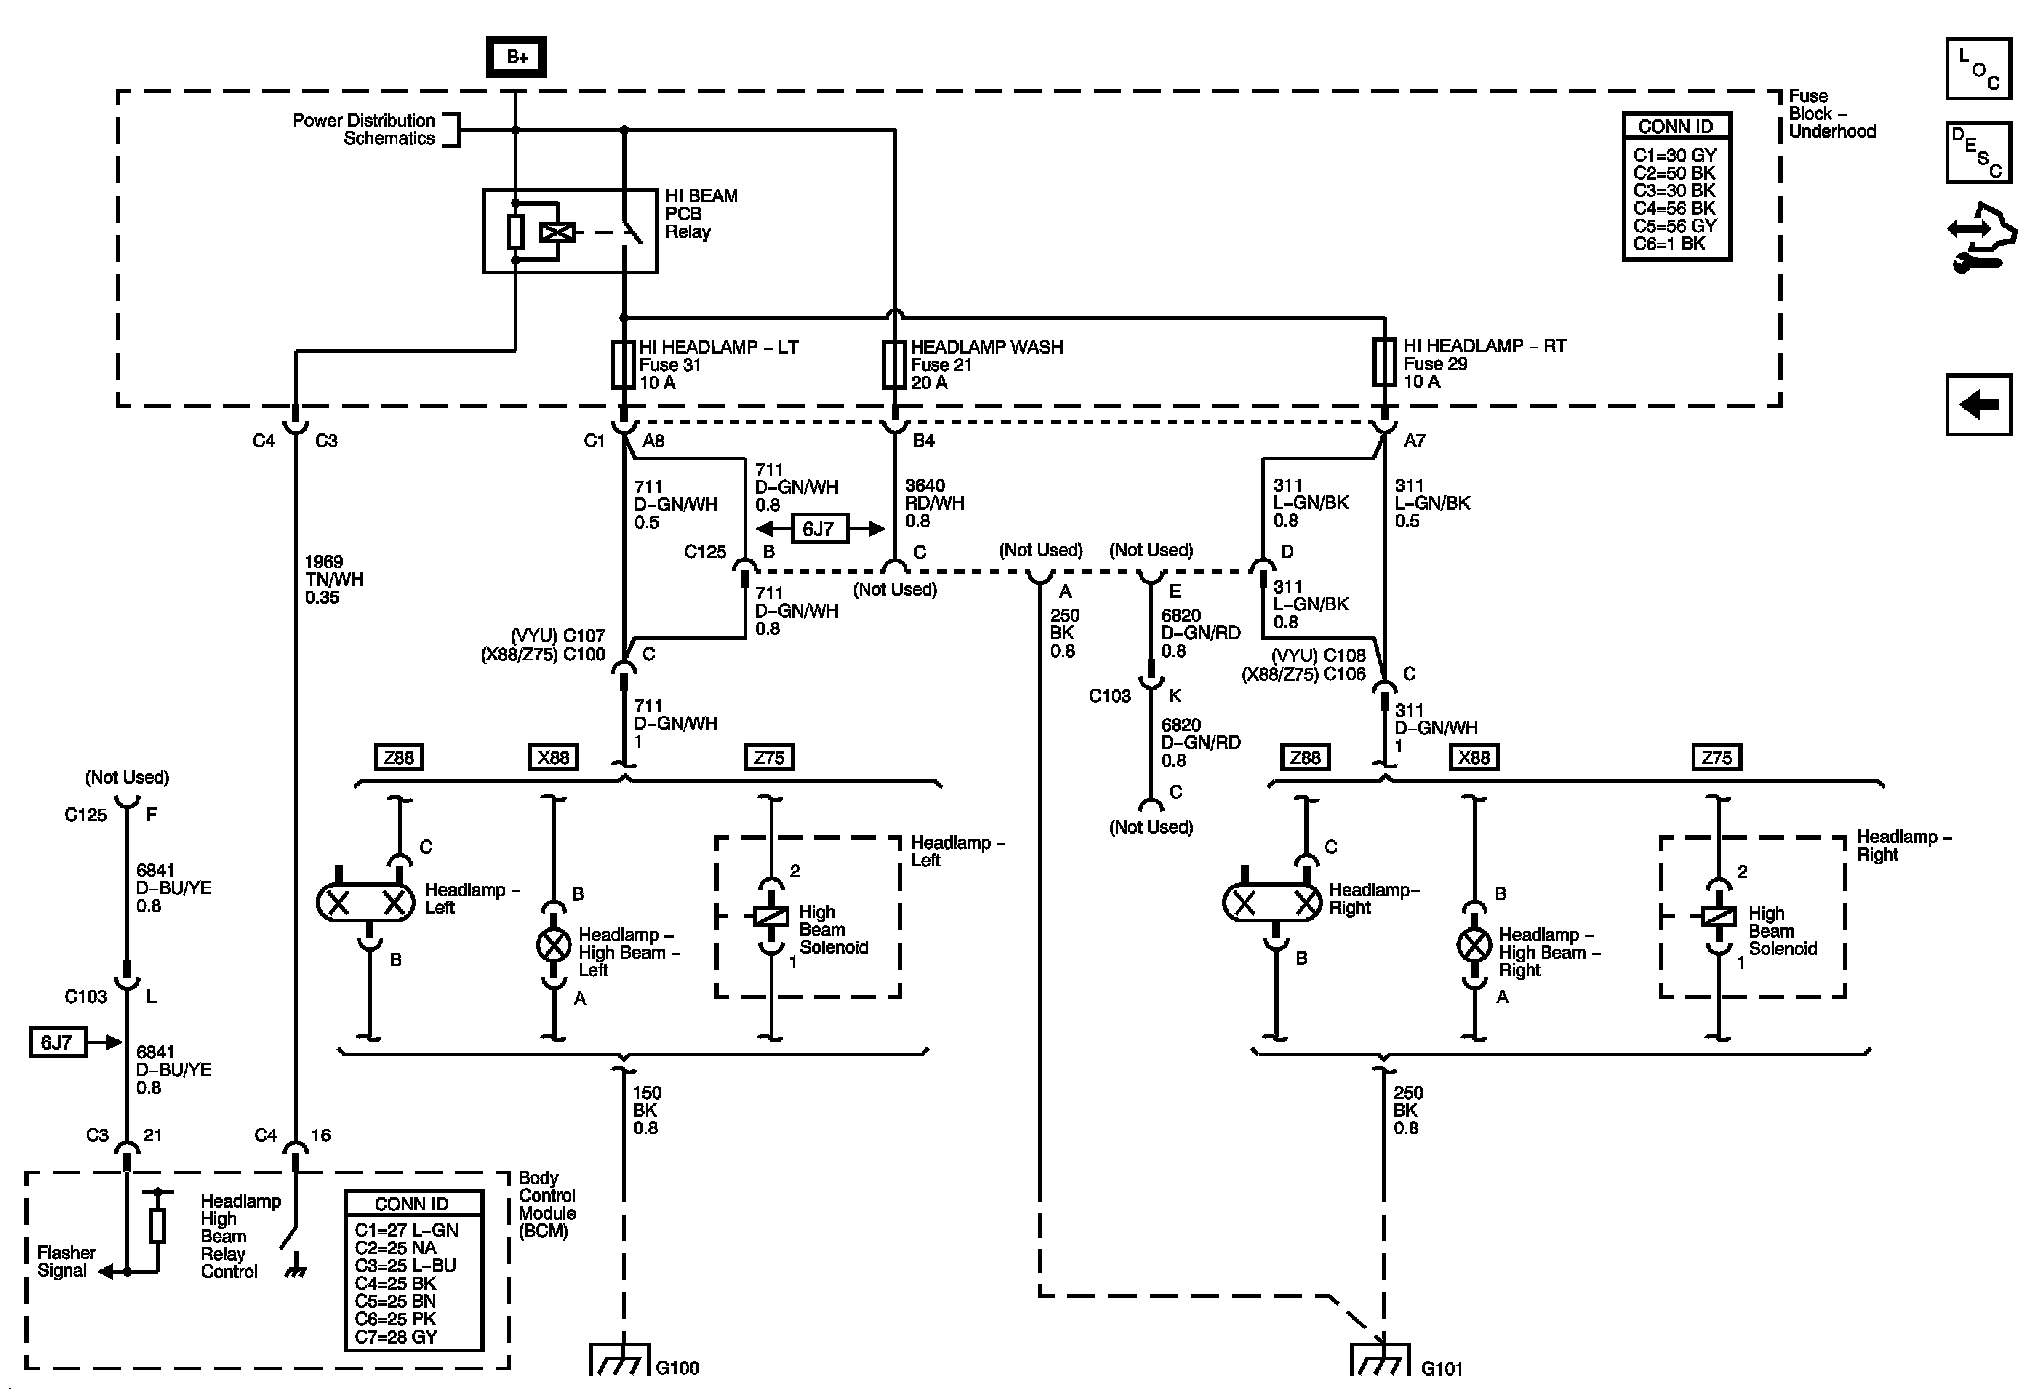 B+
Power Distribution
Schematics
HI BEAM
PCB
Relay
CONN ID
C1=30 GY
C2=50 BK
C3=30 BK
C4=56 BK
C5=56 GY
C6=1 BK
Fuse
Block –
Underhood
L
O
C
D
E
S
C
HI HEADLAMP – LT
Fuse 31
10 A
HEADLAMP WASH
Fuse 21
20 A
HI HEADLAMP – RT
Fuse 29
10 A
C4
C3
C1
A8
B4
A7
711
D–GN/WH
0.5
711
D–GN/WH
0.8
6J7
3640
RD/WH
0.8
311
L–GN/BK
0.8
311
L–GN/BK
0.5
C125
B
C
(Not Used)
(Not Used)
(Not Used)
D
A
E
1969
TN/WH
0.35
711
D–GN/WH
0.8
250
BK
0.8
6820
D–GN/RD
0.8
311
L–GN/BK
0.8
(VYU) C107
(X88/Z75) C100
C
(VYU) C108
(X88/Z75) C106
C
C103
K
711
D–GN/WH
1
6820
D–GN/RD
0.8
311
D–GN/WH
1
Z88
X88
Z75
Z88
X88
Z75
(Not Used)
C125
F
C
(Not Used)
6841
D–BU/YE
0.8
C
Headlamp –
Left
B
B
Headlamp –
High Beam –
Left
A
2
High
Beam
Solenoid
1
Headlamp –
Left
C
Headlamp–
Right
B
B
Headlamp –
High Beam –
Right
A
2
High
Beam
Solenoid
1
Headlamp –
Right
C103
L
6J7
6841
D–BU/YE
0.8
150
BK
0.8
250
BK
0.8
C3
21
C4
16
Body
Control
Module
(BCM)
Headlamp
High
Beam
Relay
Control
Flasher
Signal
CONN ID
C1=27 L–GN
C2=25 NA
C3=25 L–BU
C4=25 BK
C5=25 BN
C6=25 PK
C7=28 GY
G100
G101